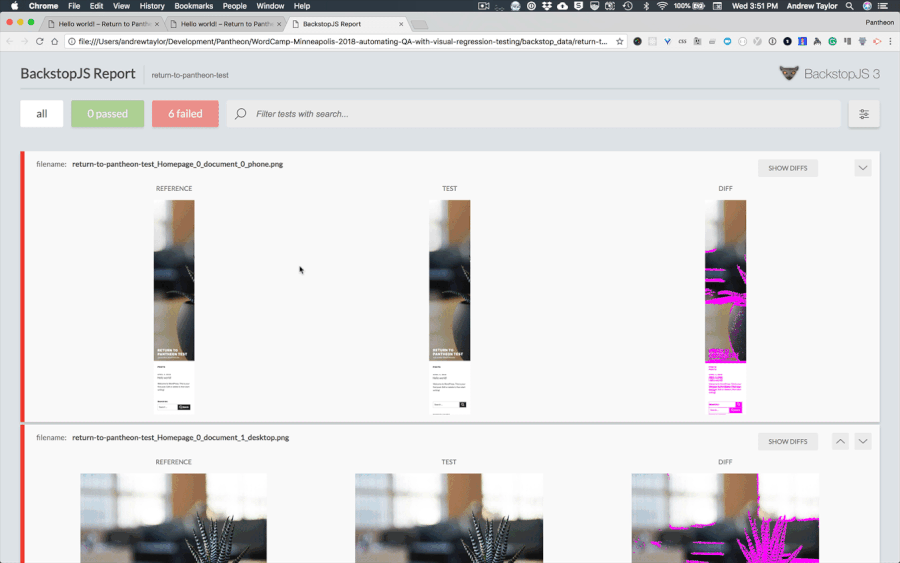 Chrome File Edit View History Bookmarks People Window Help 100% Wed 3:51 PM Andrew Taylor
Hello world! – Return to Panthe Hello world! – Return to Panthe BackstopJS Report Pantheon
file:///Users/andrewtaylor/Development/Pantheon/WordCamp-Minneapolis-2018-automating-QA-with-visual-regression-testing/backstop_data/return-t...
BackstopJS Report return-to-pantheon-test BackstopJS 3
all 0 passed 6 failed Filter tests with search...
filename: return-to-pantheon-test_Homepage_0_document_0_phone.png SHOW DIFFS
REFERENCE TEST DIFF
RETURN TO RETURN TO
PANTHEON TEST PANTHEON TEST
filename: return-to-pantheon-test_Homepage_0_document_1_desktop.png SHOW DIFFS
REFERENCE TEST DIFF